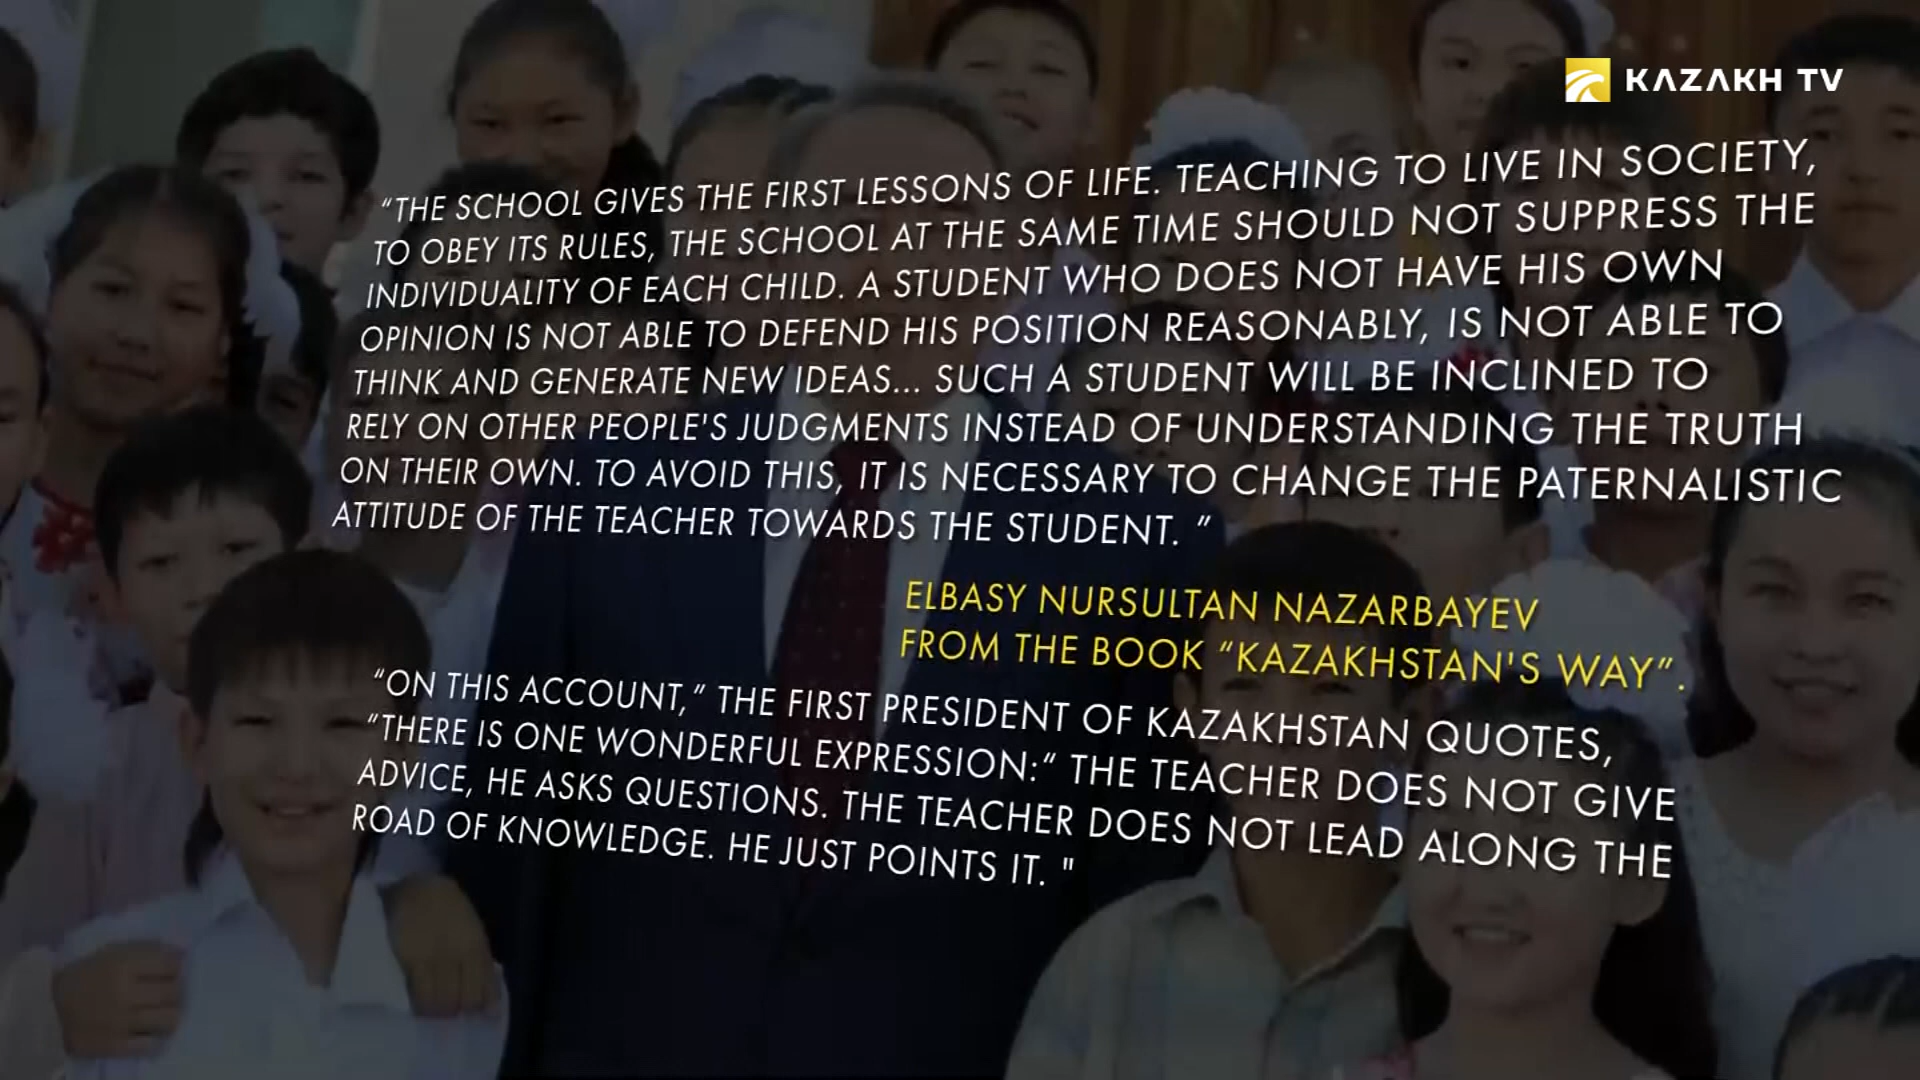 KAZAKH TV
“THE SCHOOL GIVES THE FIRST LESSONS OF LIFE. TEACHING TO LIVE IN SOCIETY,
TO OBEY ITS RULES, THE SCHOOL AT THE SAME TIME SHOULD NOT SUPPRESS THE
INDIVIDUALITY OF EACH CHILD. A STUDENT WHO DOES NOT HAVE HIS OWN
OPINION IS NOT ABLE TO DEFEND HIS POSITION REASONABLY, IS NOT ABLE TO
THINK AND GENERATE NEW IDEAS... SUCH A STUDENT WILL BE INCLINED TO
RELY ON OTHER PEOPLE'S JUDGMENTS INSTEAD OF UNDERSTANDING THE TRUTH
ON THEIR OWN. TO AVOID THIS, IT IS NECESSARY TO CHANGE THE PATERNALISTIC
ATTITUDE OF THE TEACHER TOWARDS THE STUDENT. ”
ELBASY NURSULTAN NAZARBAYEV
FROM THE BOOK “KAZAKHSTAN'S WAY”.
“ON THIS ACCOUNT,” THE FIRST PRESIDENT OF KAZAKHSTAN QUOTES,
“THERE IS ONE WONDERFUL EXPRESSION:“ THE TEACHER DOES NOT GIVE
ADVICE, HE ASKS QUESTIONS. THE TEACHER DOES NOT LEAD ALONG THE
ROAD OF KNOWLEDGE. HE JUST POINTS IT. "